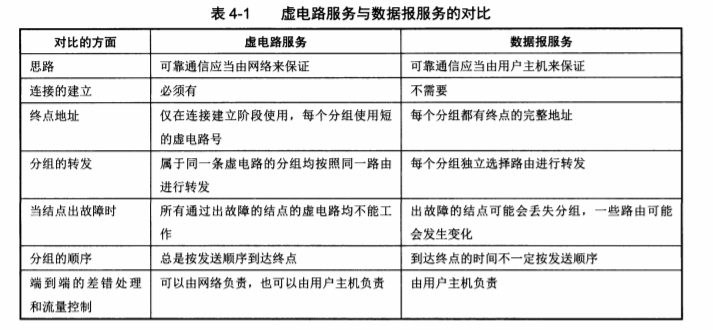 表 4-1 虚电路服务与数据报服务的对比
对比的方面 虚电路服务 数据报服务
思路 可靠通信应当由网络来保证 可靠通信应当由用户主机来保证
连接的建立 必须有 不需要
终点地址 仅在连接建立阶段使用，每个分组使用短 每个分组都有终点的完整地址
的虚电路号
分组的转发 属于同一条虚电路的分组均按照同一路由 每个分组独立选择路由进行转发
进行转发
当结点出故障时 所有通过出故障的结点的虚电路均不能工 出故障的结点可能会丢失分组，一些路由可能
作 会发生变化
分组的顺序 总是按发送顺序到达终点 到达终点的时间不一定按发送顺序
端到端的差错处理 可以由网络负责，也可以由用户主机负责 由用户主机负责
和流量控制